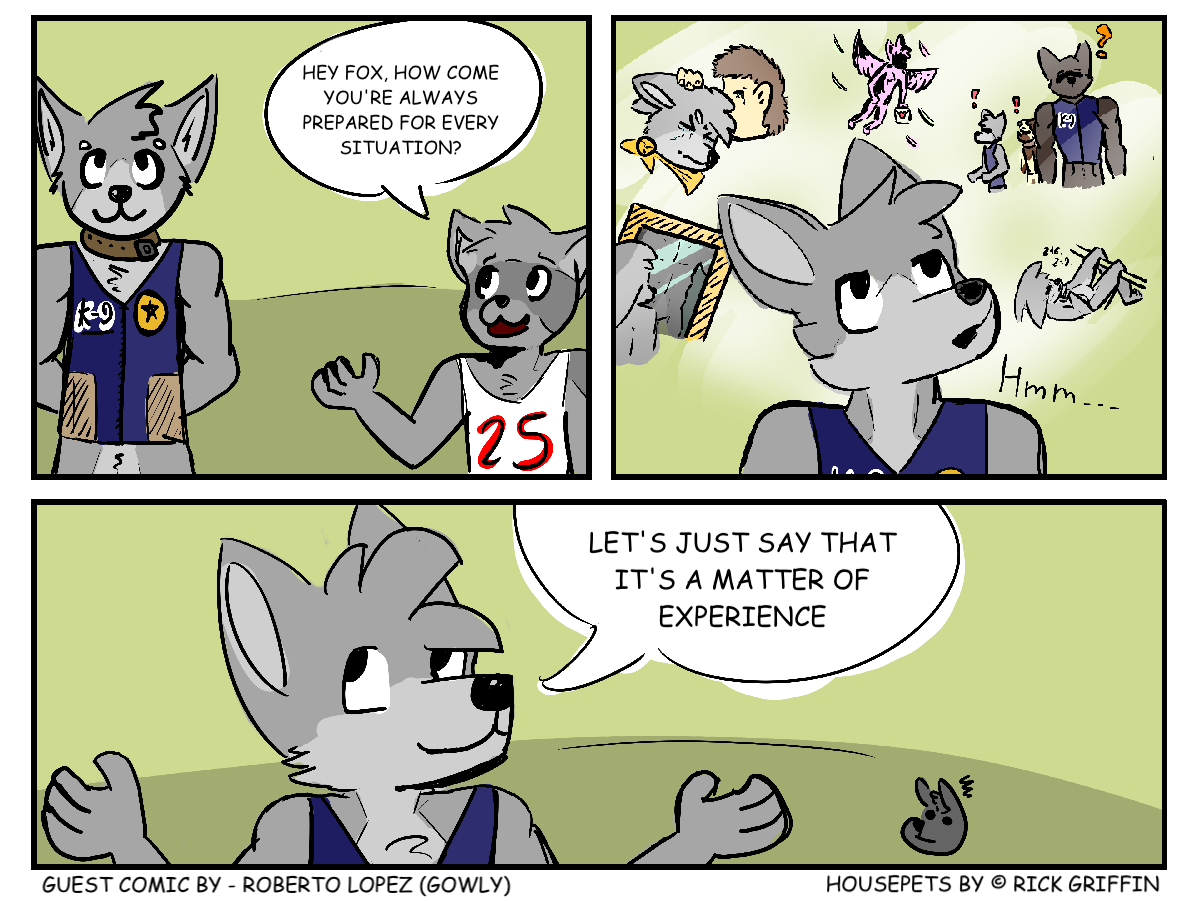 HEY FOX, HOW COME
YOU'RE ALWAYS
PREPARED FOR EVERY
SITUATION?
K-9
25
?
! !
K-9
Hmm...
LET'S JUST SAY THAT
IT'S A MATTER OF
EXPERIENCE
GUEST COMIC BY - ROBERTO LOPEZ (GOWLY)
HOUSEPETS BY © RICK GRIFFIN